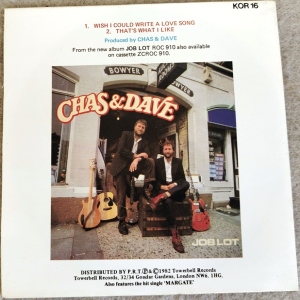 KOR 16
1. WISH I COULD WRITE A LOVE SONG
2. THAT'S WHAT I LIKE
Produced by CHAS & DAVE
From the new album JOB LOT ROC 910 also available
on cassette ZCROC 910.
BOWYER
CHAS & DAVE
JOB LOT
DISTRIBUTED BY P.R.T. Ⓟ & © 1982 Towerbell Records
Towerbell Records, 32/34 Gondar Gardens, London NW6. 1HG.
Also features the hit single 'MARGATE'